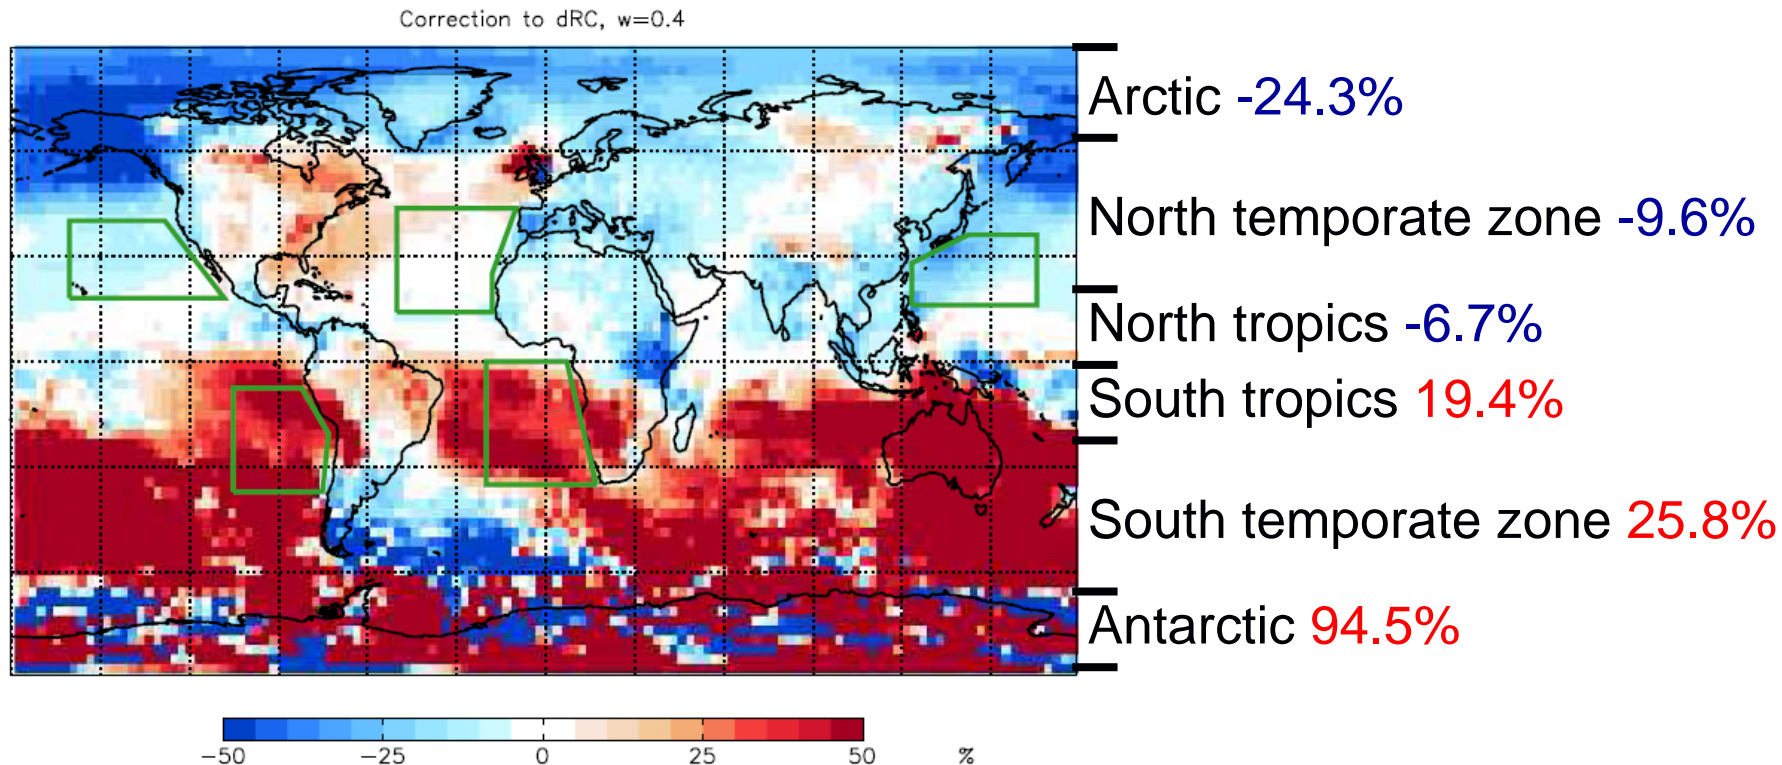 Correction to dRC, w=0.4
Arctic -24.3%
North temporate zone -9.6%
North tropics -6.7%
South tropics 19.4%
South temporate zone 25.8%
Antarctic 94.5%
−50 −25 0 25 50 %